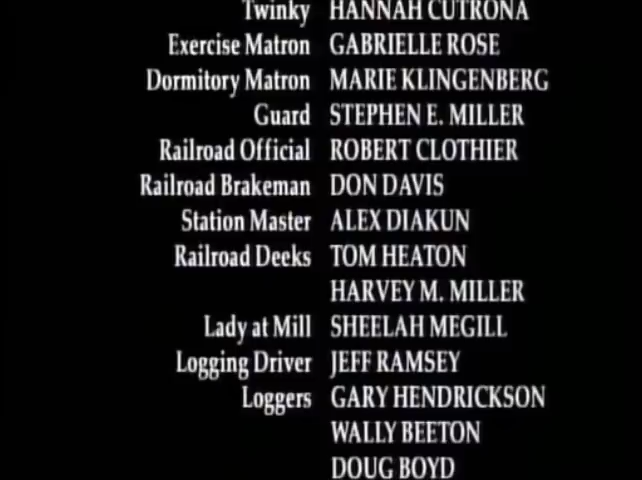 Twinky HANNAH CUTRONA
Exercise Matron GABRIELLE ROSE
Dormitory Matron MARIE KLINGENBERG
Guard STEPHEN E. MILLER
Railroad Official ROBERT CLOTHIER
Railroad Brakeman DON DAVIS
Station Master ALEX DIAKUN
Railroad Deeks TOM HEATON
HARVEY M. MILLER
Lady at Mill SHEELAH MEGILL
Logging Driver JEFF RAMSEY
Loggers GARY HENDRICKSON
WALLY BEETON
DOUG BOYD